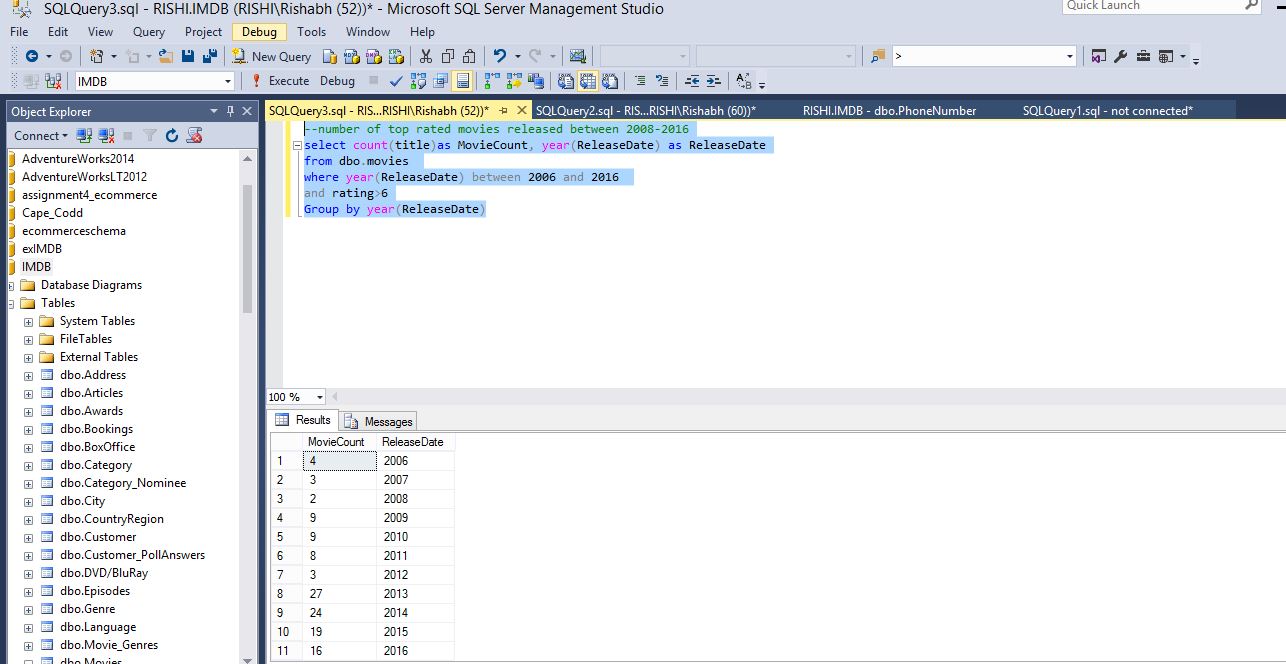 SQLQuery3.sql - RISHI.IMDB (RISHI\Rishabh (52))* - Microsoft SQL Server Management Studio
Quick Launch
File Edit View Query Project Debug Tools Window Help
New Query
>
IMDB
Execute Debug
Object Explorer
Connect
AdventureWorks2014
AdventureWorksLT2012
assignment4_ecommerce
Cape_Codd
ecommerceschema
exIMDB
IMDB
Database Diagrams
Tables
System Tables
FileTables
External Tables
dbo.Address
dbo.Articles
dbo.Awards
dbo.Bookings
dbo.BoxOffice
dbo.Category
dbo.Category_Nominee
dbo.City
dbo.CountryRegion
dbo.Customer
dbo.Customer_PollAnswers
dbo.DVD/BluRay
dbo.Episodes
dbo.Genre
dbo.Language
dbo.Movie_Genres
dbo.Movies
SQLQuery3.sql - RIS...RISHI\Rishabh (52))* SQLQuery2.sql - RIS...RISHI\Rishabh (60))* RISHI.IMDB - dbo.PhoneNumber SQLQuery1.sql - not connected*
--number of top rated movies released between 2008-2016
select count(title)as MovieCount, year(ReleaseDate) as ReleaseDate
from dbo.movies
where year(ReleaseDate) between 2006 and 2016
and rating>6
Group by year(ReleaseDate)
100 %
Results Messages
MovieCount ReleaseDate
1 4 2006
2 3 2007
3 2 2008
4 9 2009
5 9 2010
6 8 2011
7 3 2012
8 27 2013
9 24 2014
10 19 2015
11 16 2016